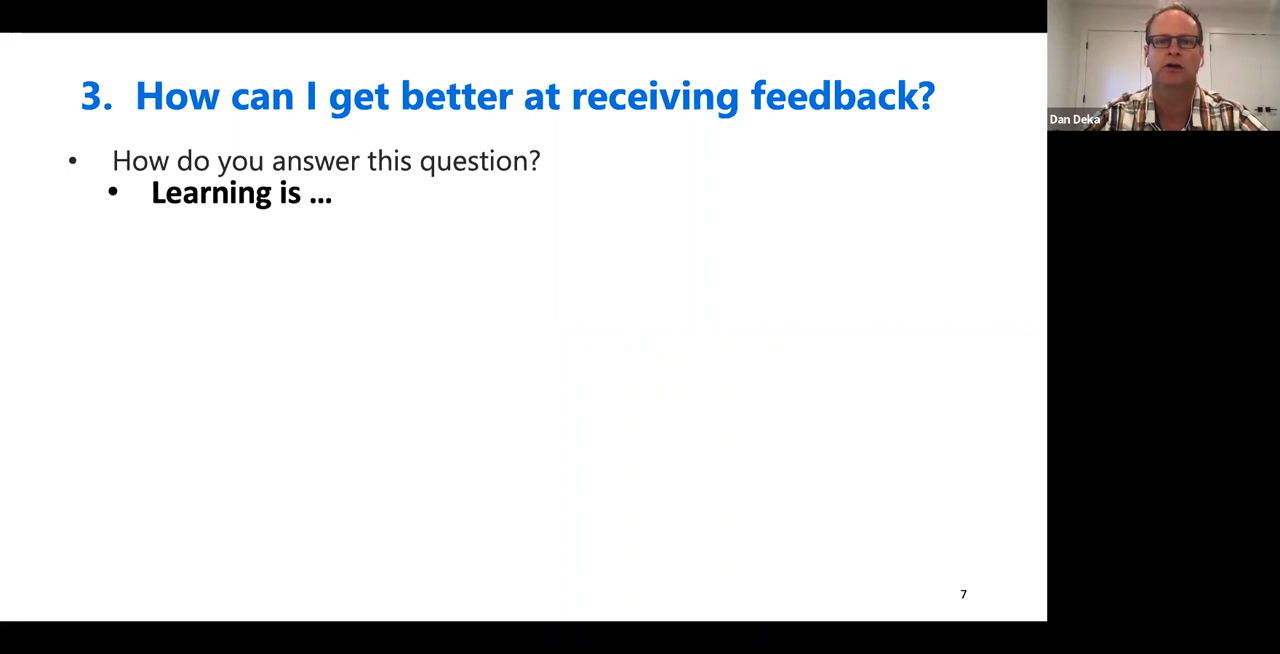 3. How can I get better at receiving feedback?
• How do you answer this question?
• Learning is ...
7
Dan Deka